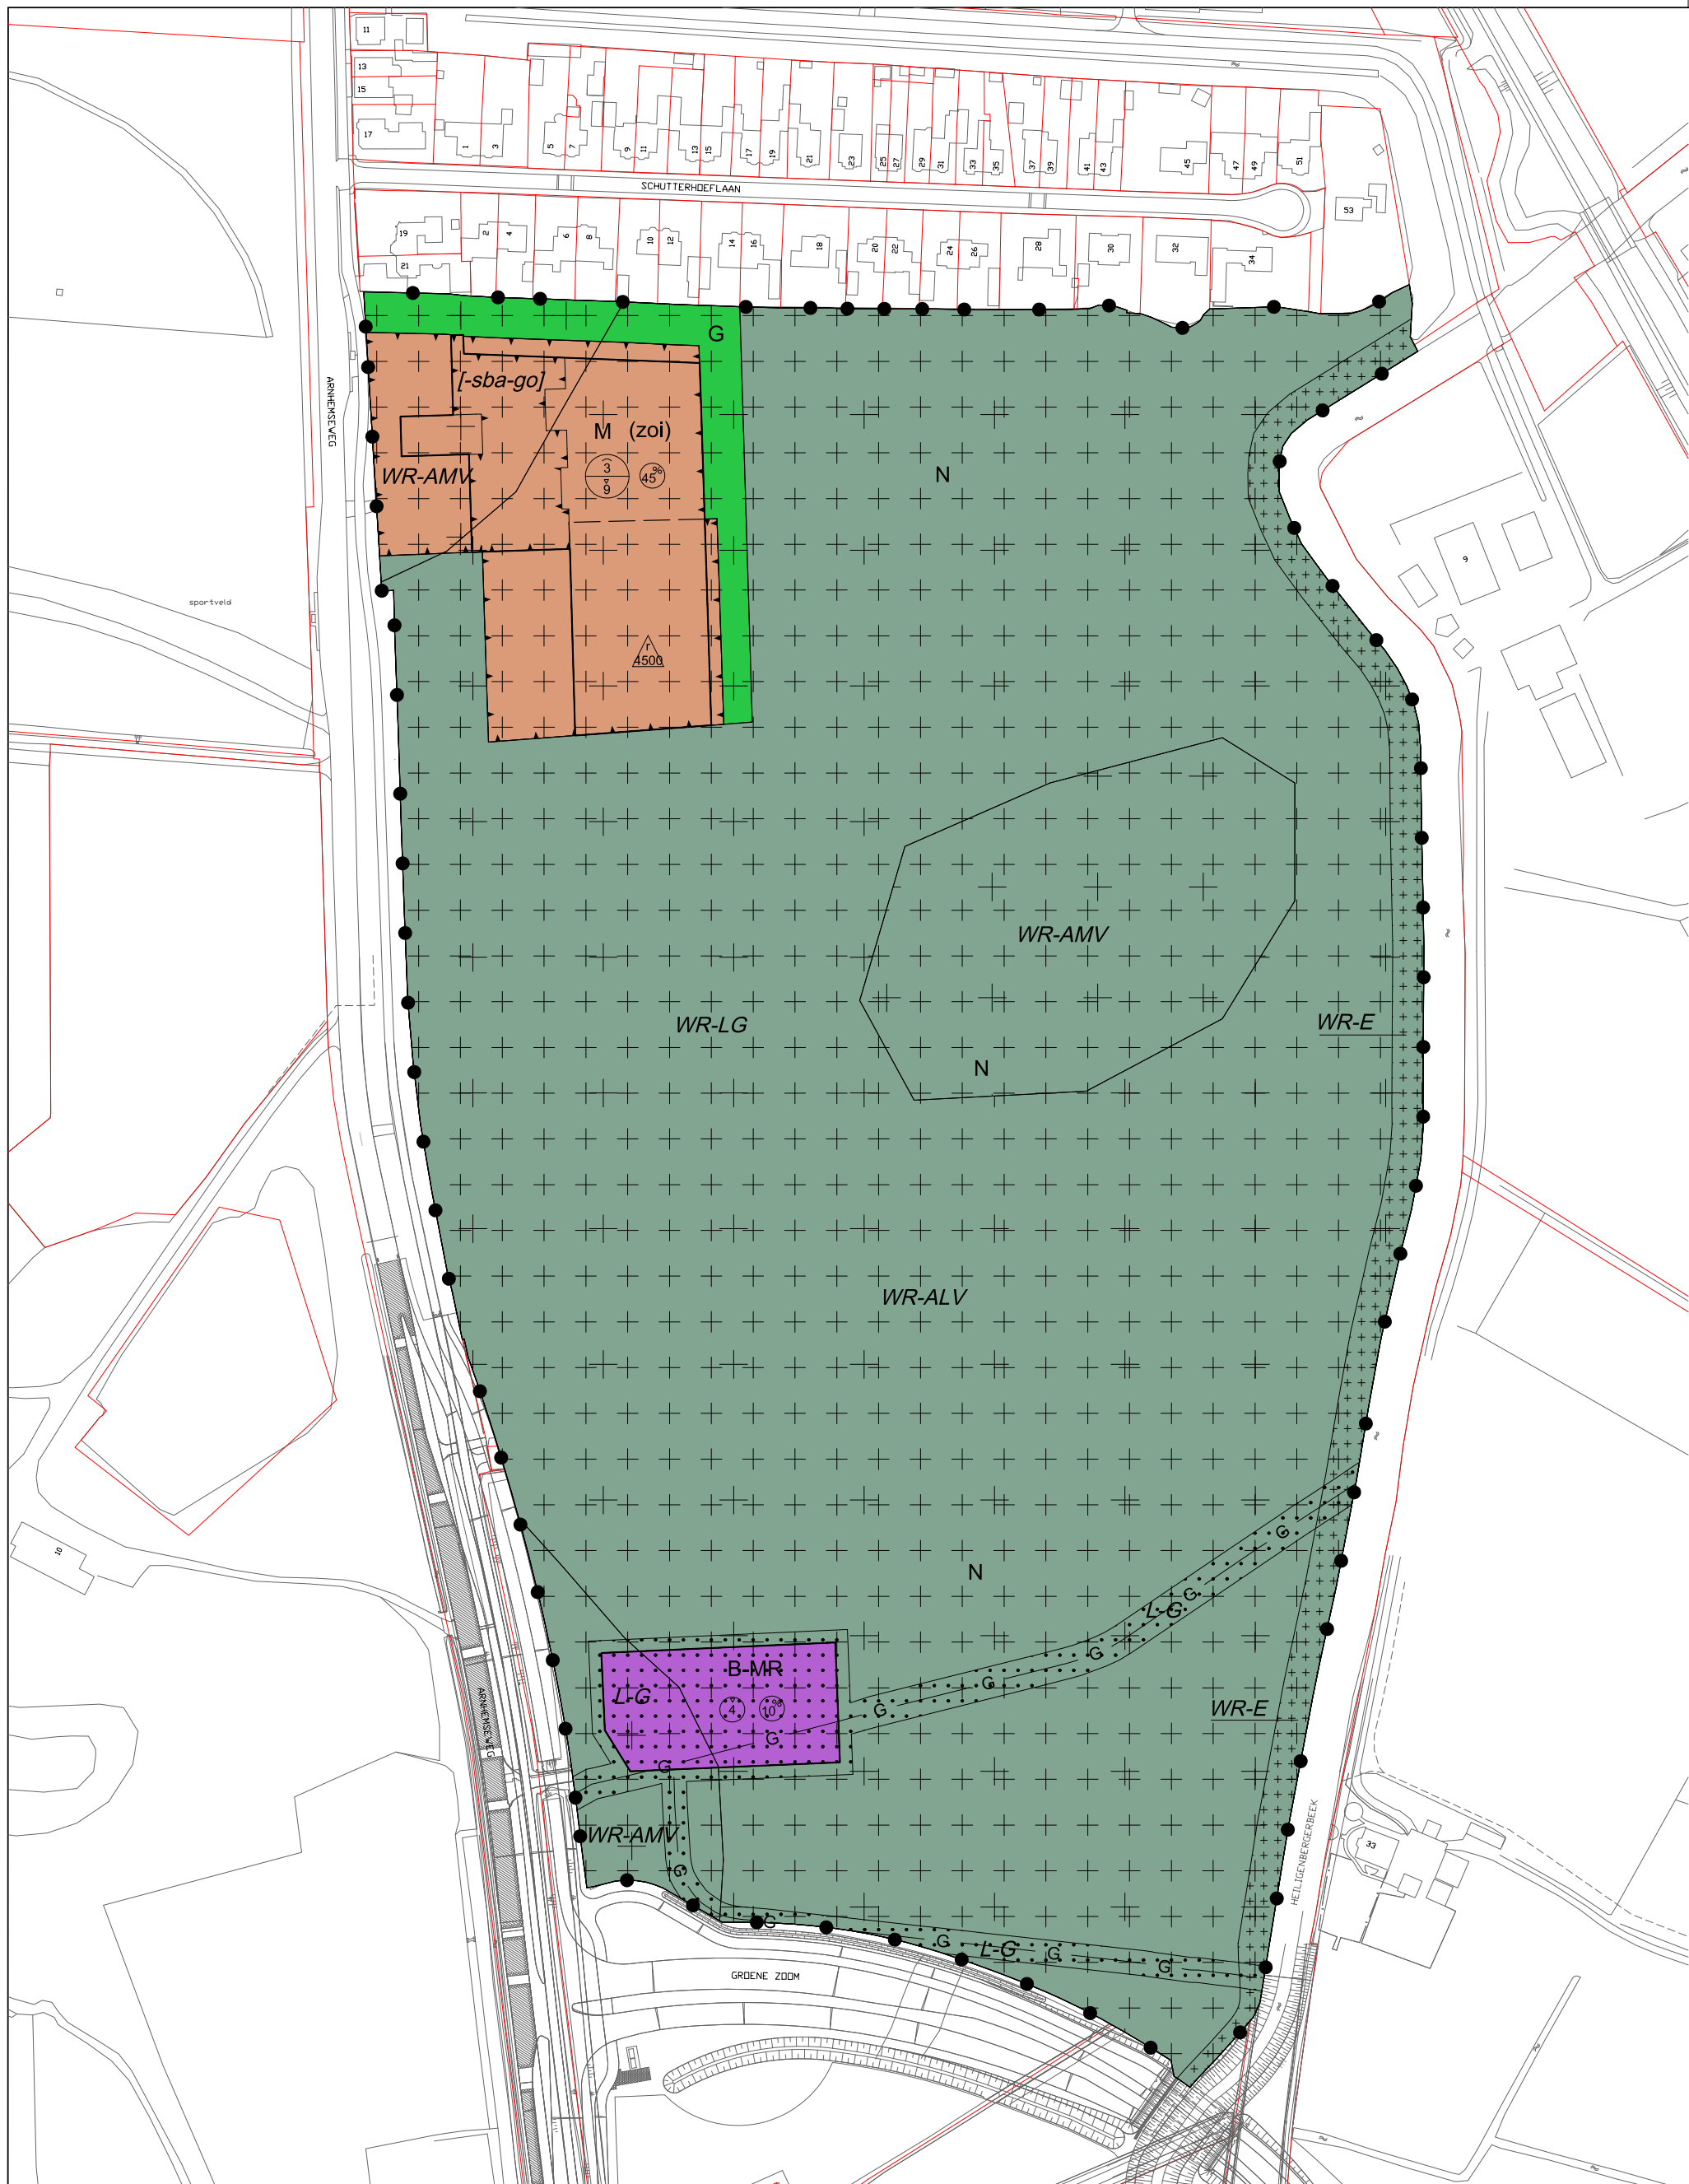 11
13
15
17
1
3
5
7
9
11
13
15
17
19
21
23
25
27
29
31
33
35
37
39
41
43
45
47
49
51
53
SCHUTTERHOEFLAAN
19
21
2
4
6
8
10
12
14
16
18
20
22
24
26
28
30
32
34
G
[-sba-go]
ARNHEMSEWEG
M (zoi)
WR-AMV
3
9
45%
N
9
sportveld
r
4500
WR-AMV
WR-LG
WR-E
N
WR-ALV
10
N
G
G
L-G
G
G
G
B-MR
L-G
4
10%
G
G
WR-E
ARNHEMSEWEG
WR-AMV
33
HEILIGENBERGERBEEK
G
G
G
L-G
G
G
GROENE ZOOM